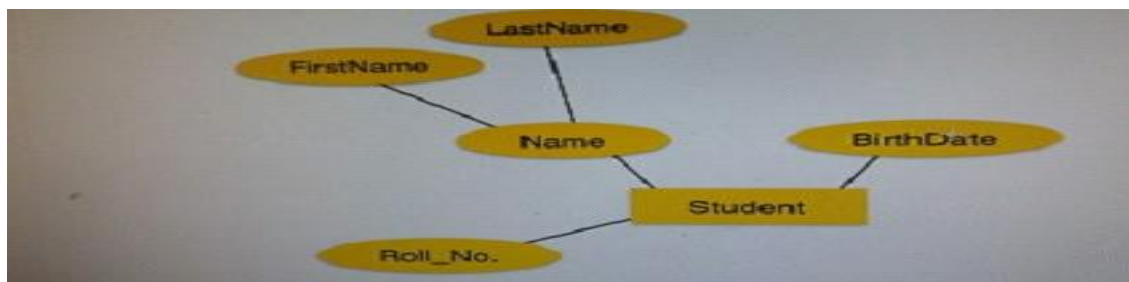 LastName
FirstName
Name
BirthDate
Student
Roll_No.